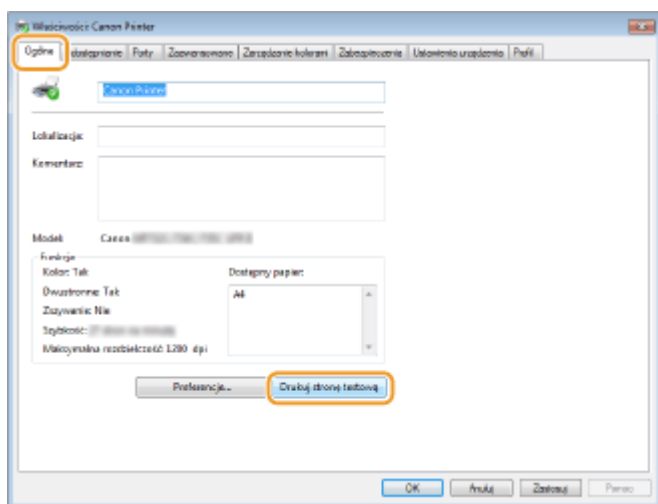 Właściwości: Canon Printer
Ogólne Udostępnianie Porty Zaawansowane Zarządzanie kolorami Zabezpieczenia Ustawienia urządzenia Profil
Canon Printer
Lokalizacja:
Komentarz:
Model: Canon
Funkcje
Kolor: Tak
Dostępny papier:
Dwustronne: Tak
A4
Zszywanie: Nie
Szybkość:
Maksymalna rozdzielczość: 1200 dpi
Preferencje... Drukuj stronę testową
OK Anuluj Zastosuj Pomoc